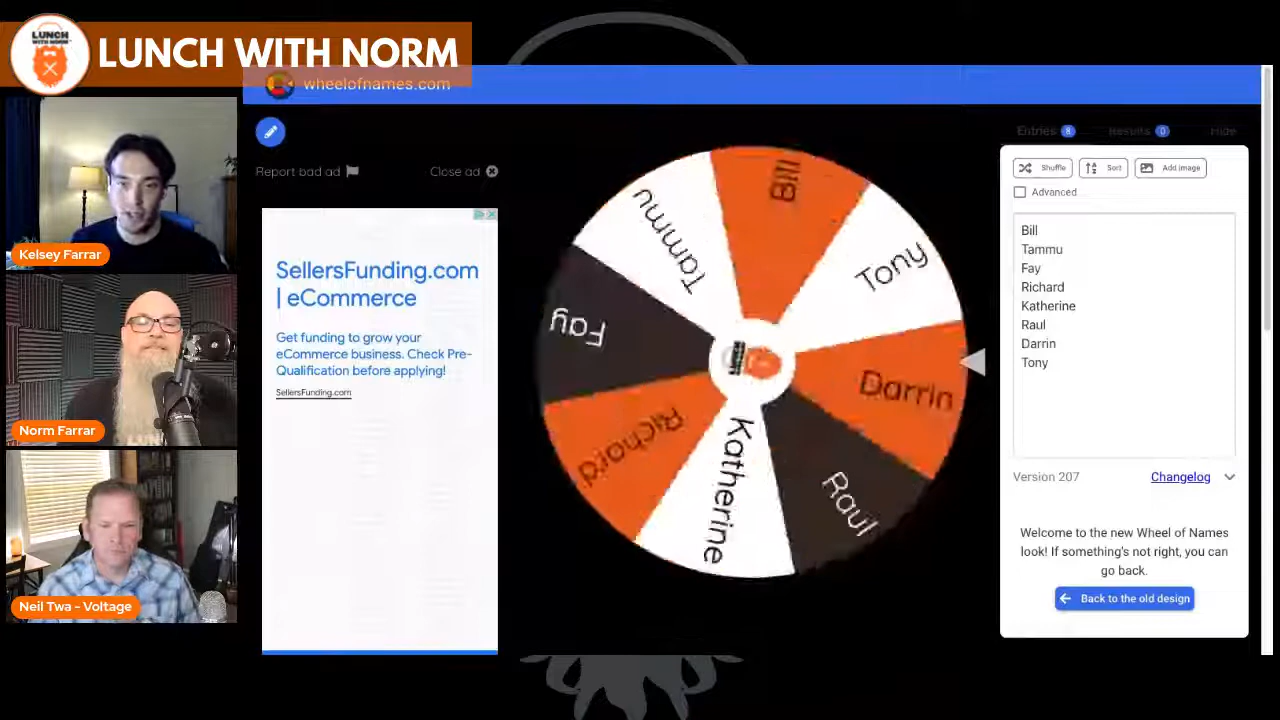 LUNCH
WITH NORM
LUNCH WITH NORM
wheelofnames.com
Report bad ad
Close ad
SellersFunding.com
| eCommerce
Get funding to grow your
eCommerce business. Check Pre-
Qualification before applying!
SellersFunding.com
Kelsey Farrar
Norm Farrar
Neil Twa - Voltage
Bill
Tony
Darrin
Raul
Katherine
Richard
Fay
Tammu
Entries 8
Results 0
Hide
Shuffle
Sort
Add image
Advanced
Bill
Tammu
Fay
Richard
Katherine
Raul
Darrin
Tony
Version 207
Changelog
Welcome to the new Wheel of Names
look! If something's not right, you can
go back.
Back to the old design